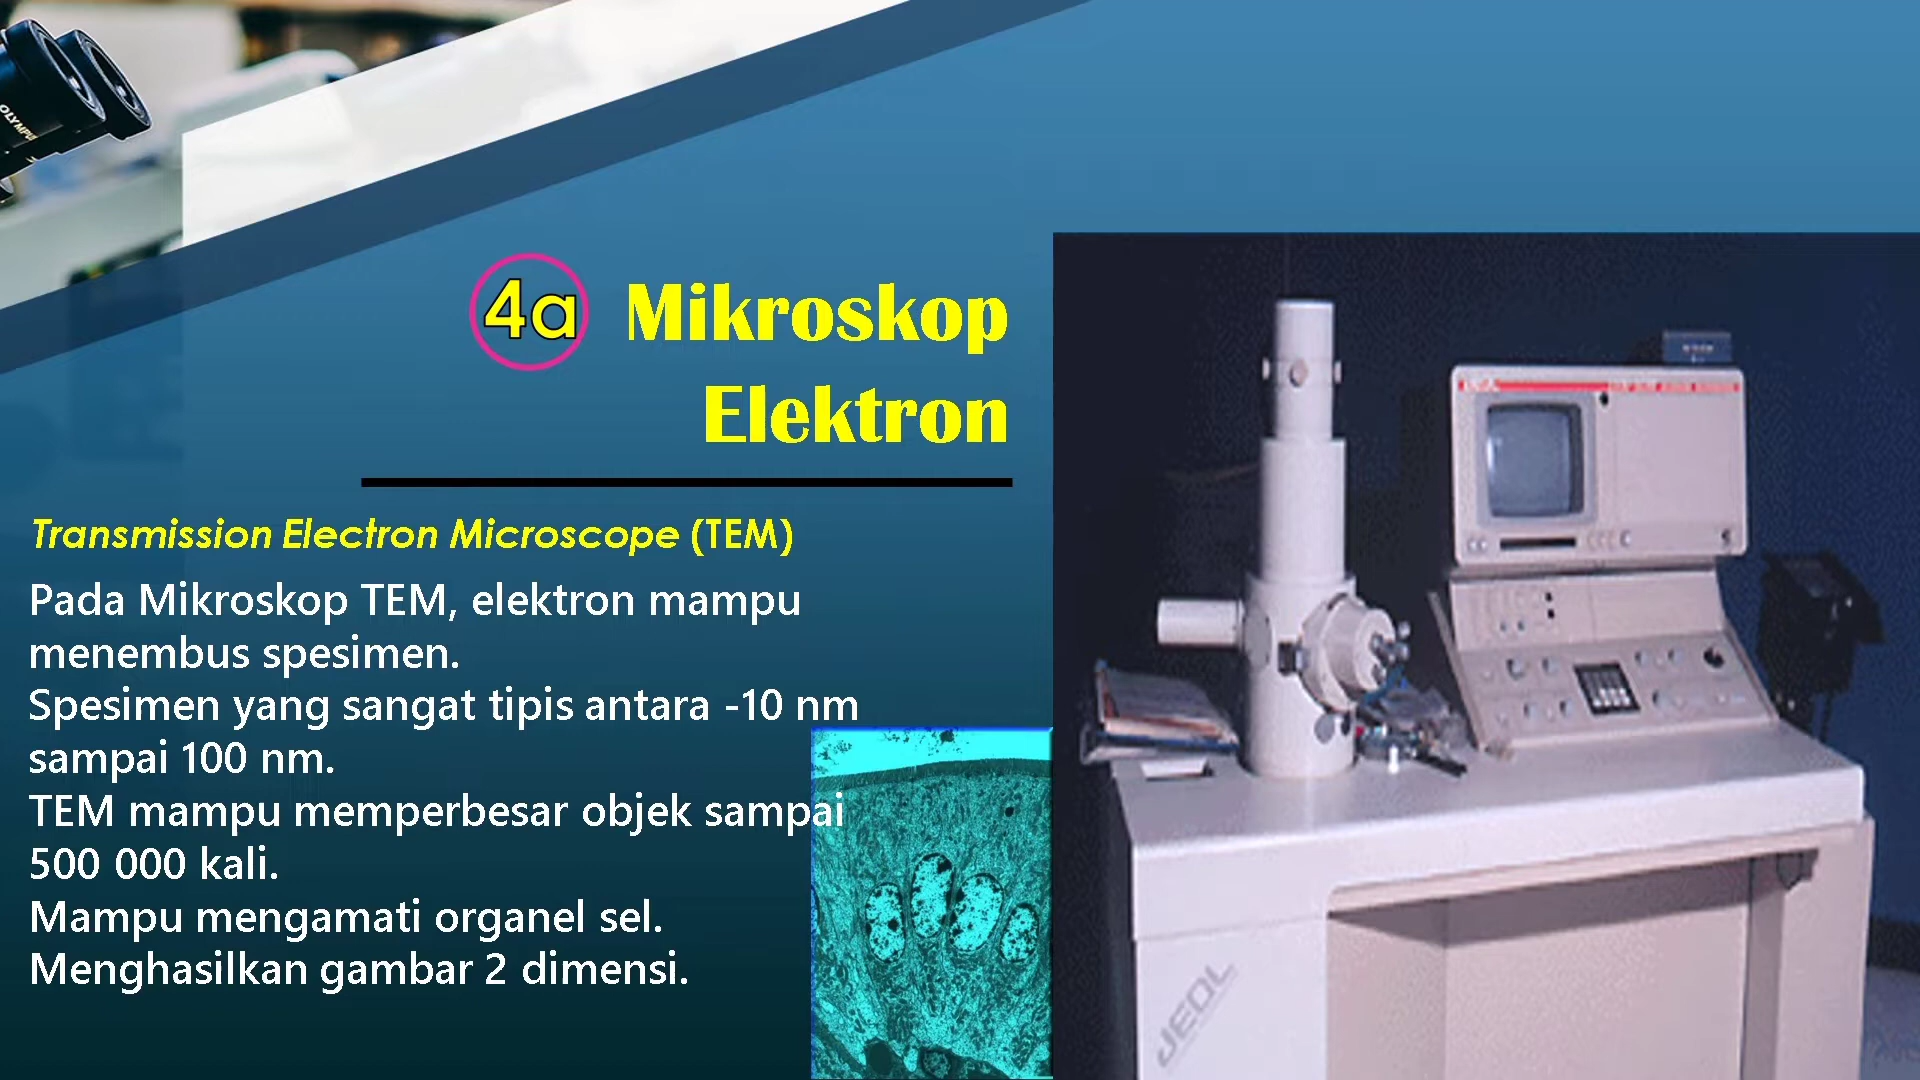 OLYMPUS
4a Mikroskop
Elektron
Transmission Electron Microscope (TEM)
Pada Mikroskop TEM, elektron mampu
menembus spesimen.
Spesimen yang sangat tipis antara -10 nm
sampai 100 nm.
TEM mampu memperbesar objek sampai
500 000 kali.
Mampu mengamati organel sel.
Menghasilkan gambar 2 dimensi.
JEOL